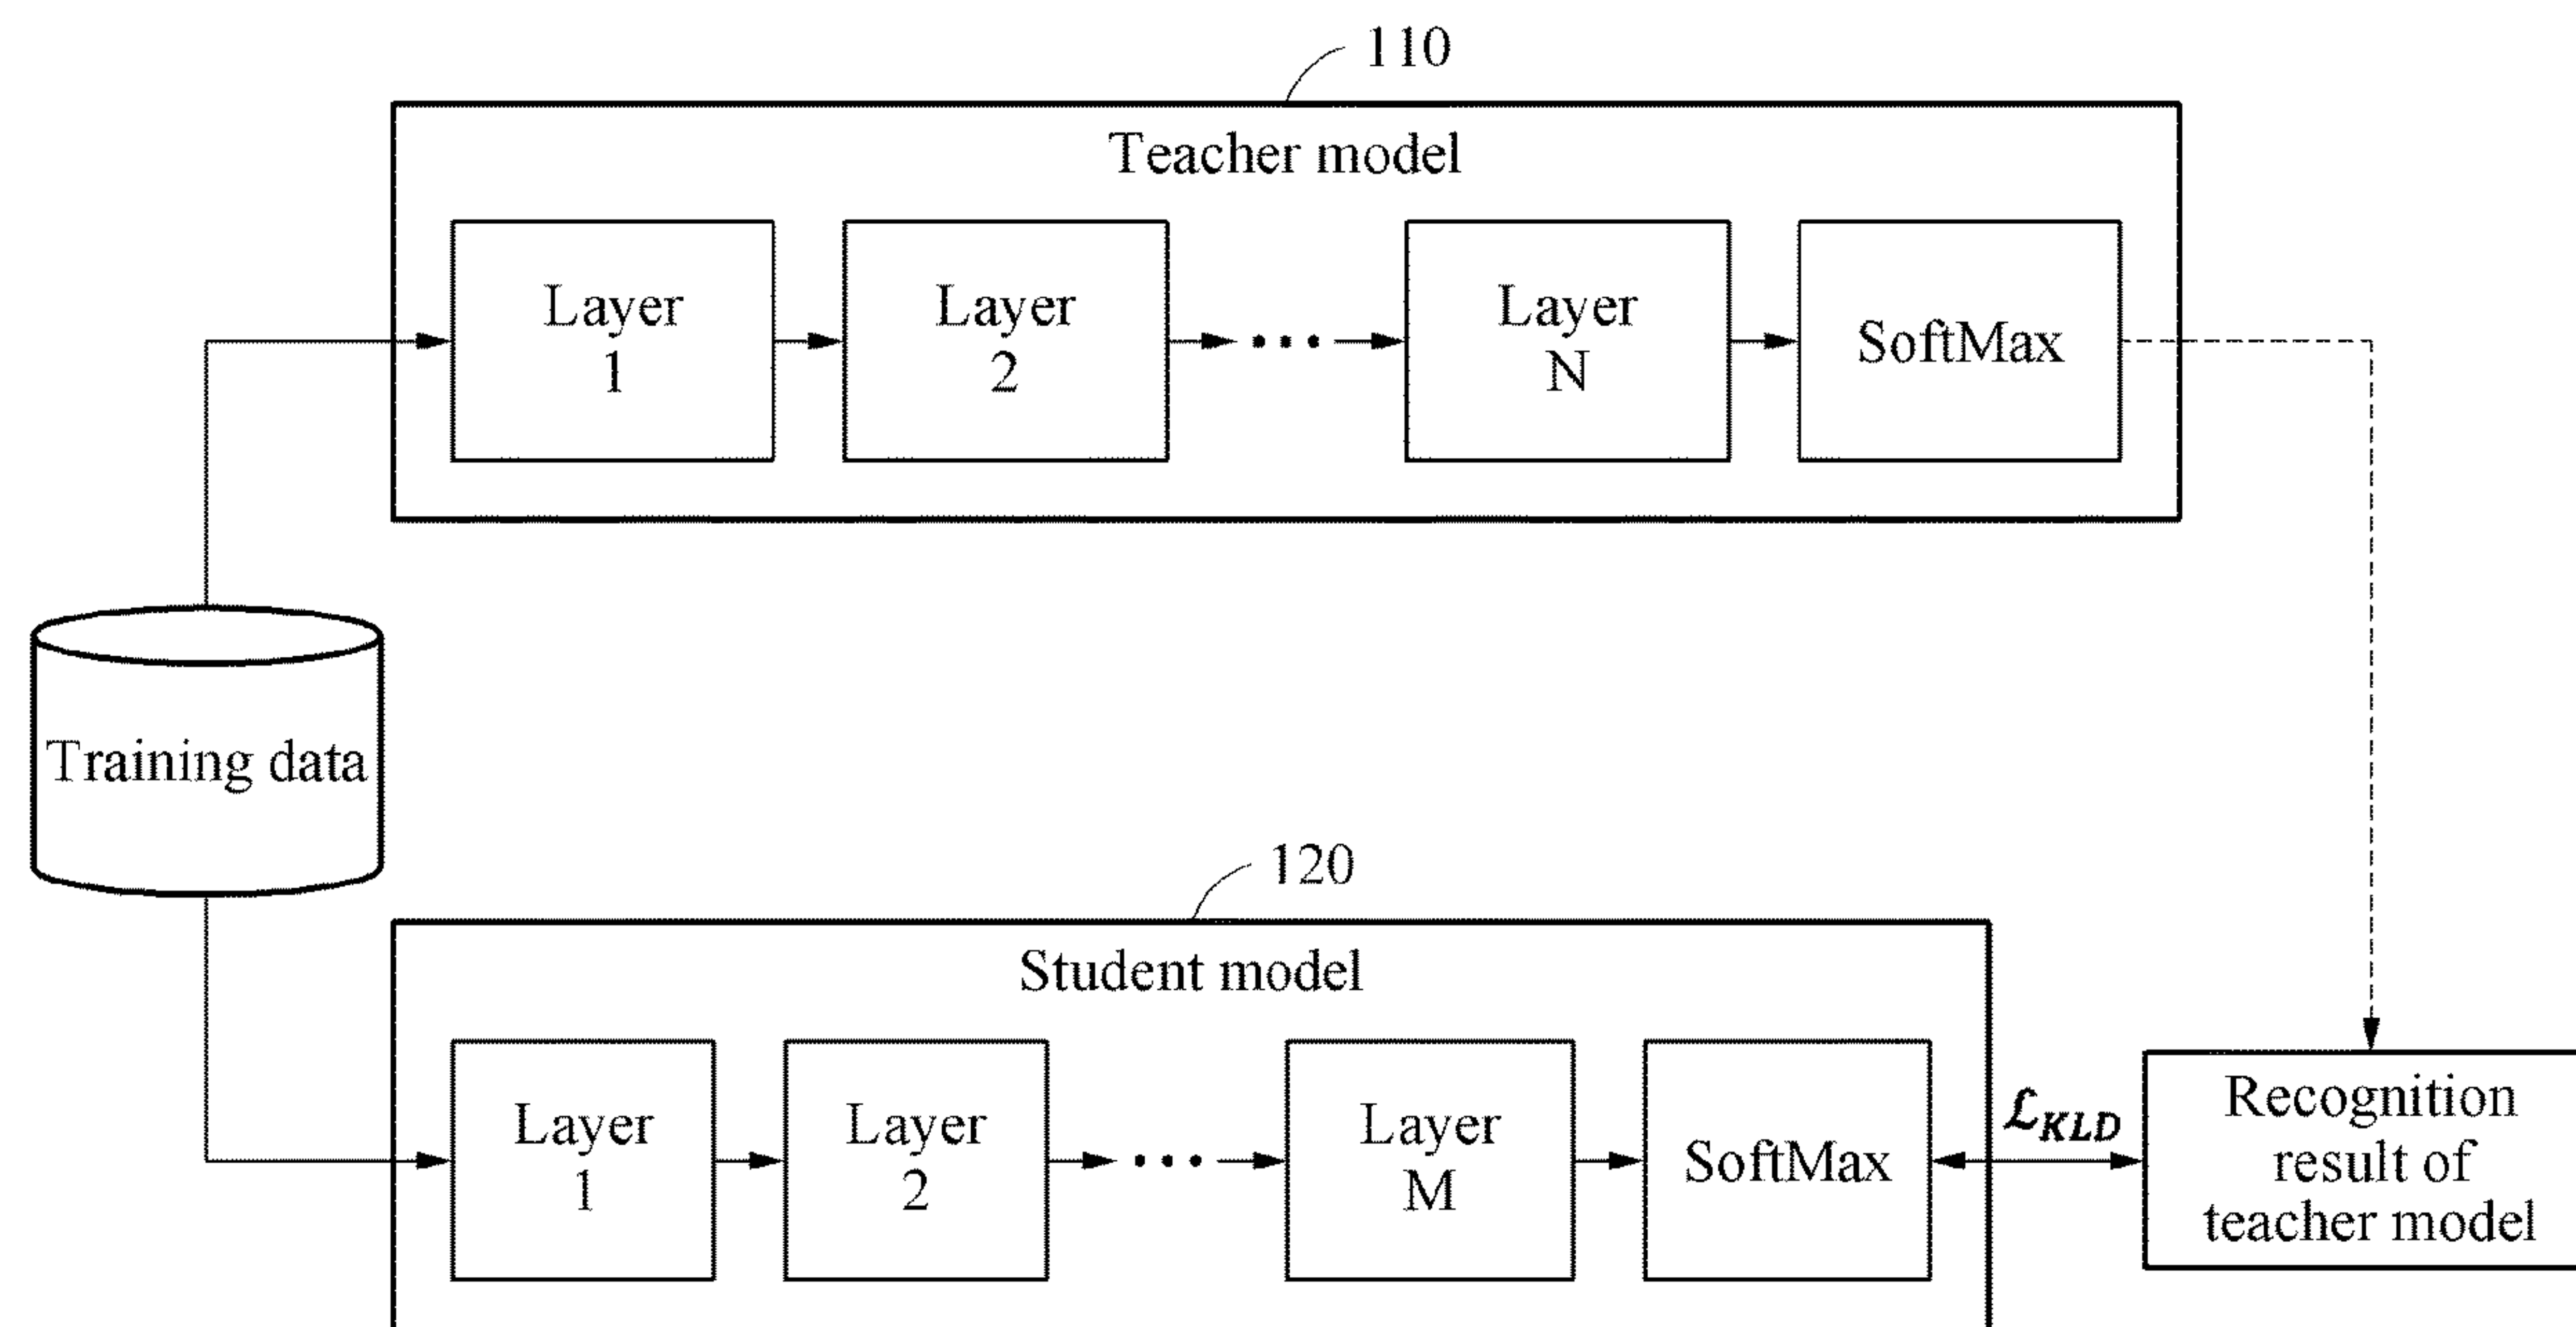 110
Teacher model
Layer
1
Layer
2
...
Layer
N
SoftMax
Training data
120
Student model
Layer
1
Layer
2
...
Layer
M
SoftMax
ℒKLD
Recognition
result of
teacher model